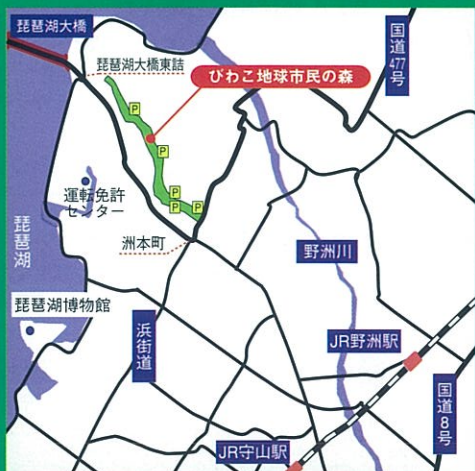 琵琶湖大橋
琵琶湖大橋東詰
国道477号
びわこ地球市民の森
P
P
P
P
P
運転免許
センター
琵琶湖
洲本町
野洲川
琵琶湖博物館
浜街道
JR野洲駅
国道8号
JR守山駅